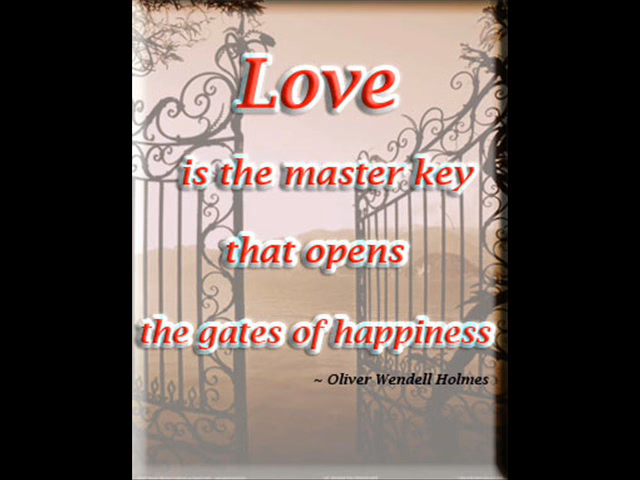 Love
is the master key
that opens
the gates of happiness
~ Oliver Wendell Holmes